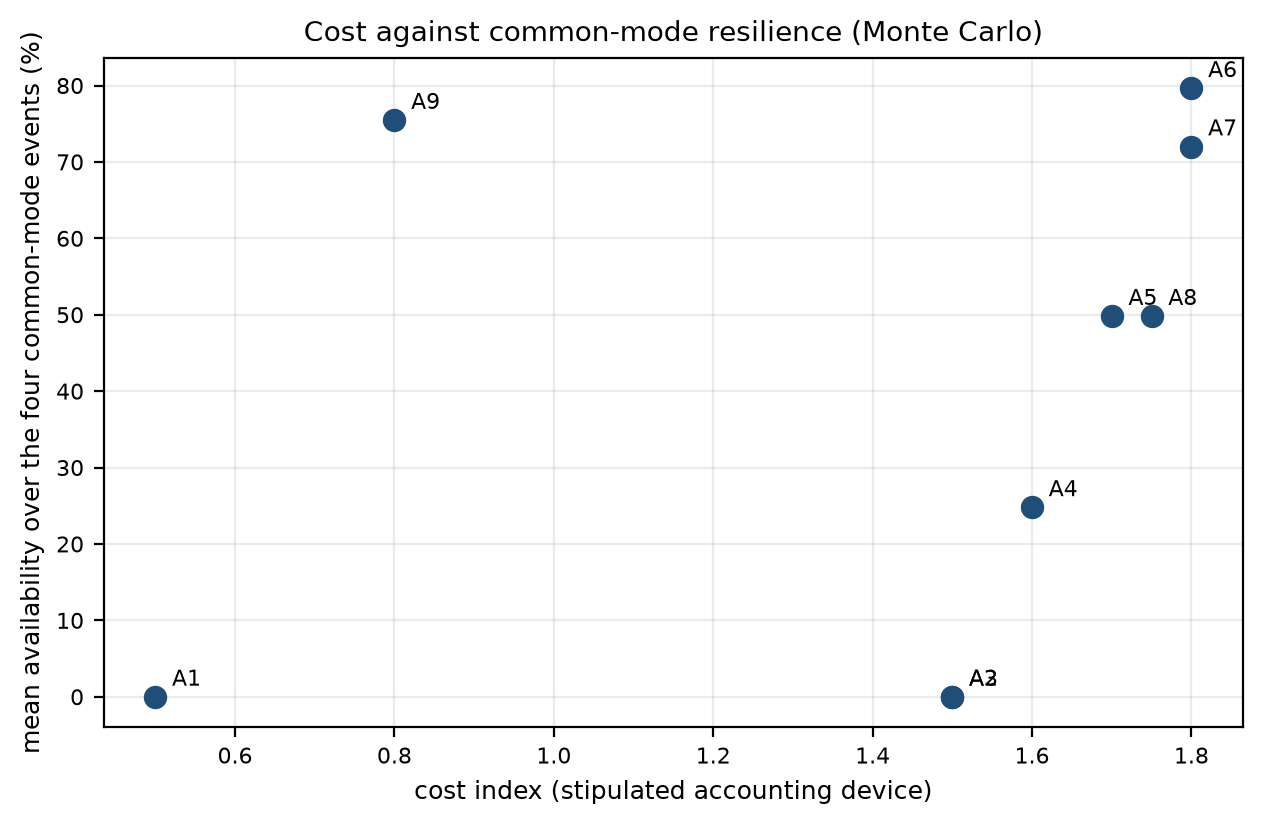 Cost against common-mode resilience (Monte Carlo)
mean availability over the four common-mode events (%)
80
70
60
50
40
30
20
10
0
A6
A9
A7
A5
A8
A4
A1
0.6
0.8
1.0
1.2
1.4
1.6
1.8
cost index (stipulated accounting device)